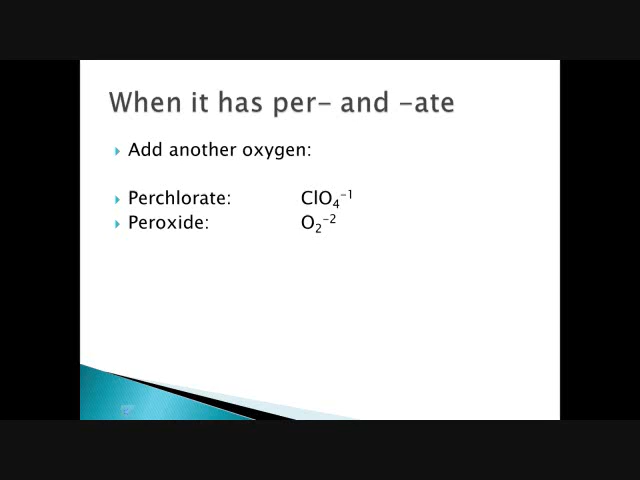 When it has per- and -ate
Add another oxygen:
Perchlorate: ClO₄⁻¹
Peroxide: O₂⁻²